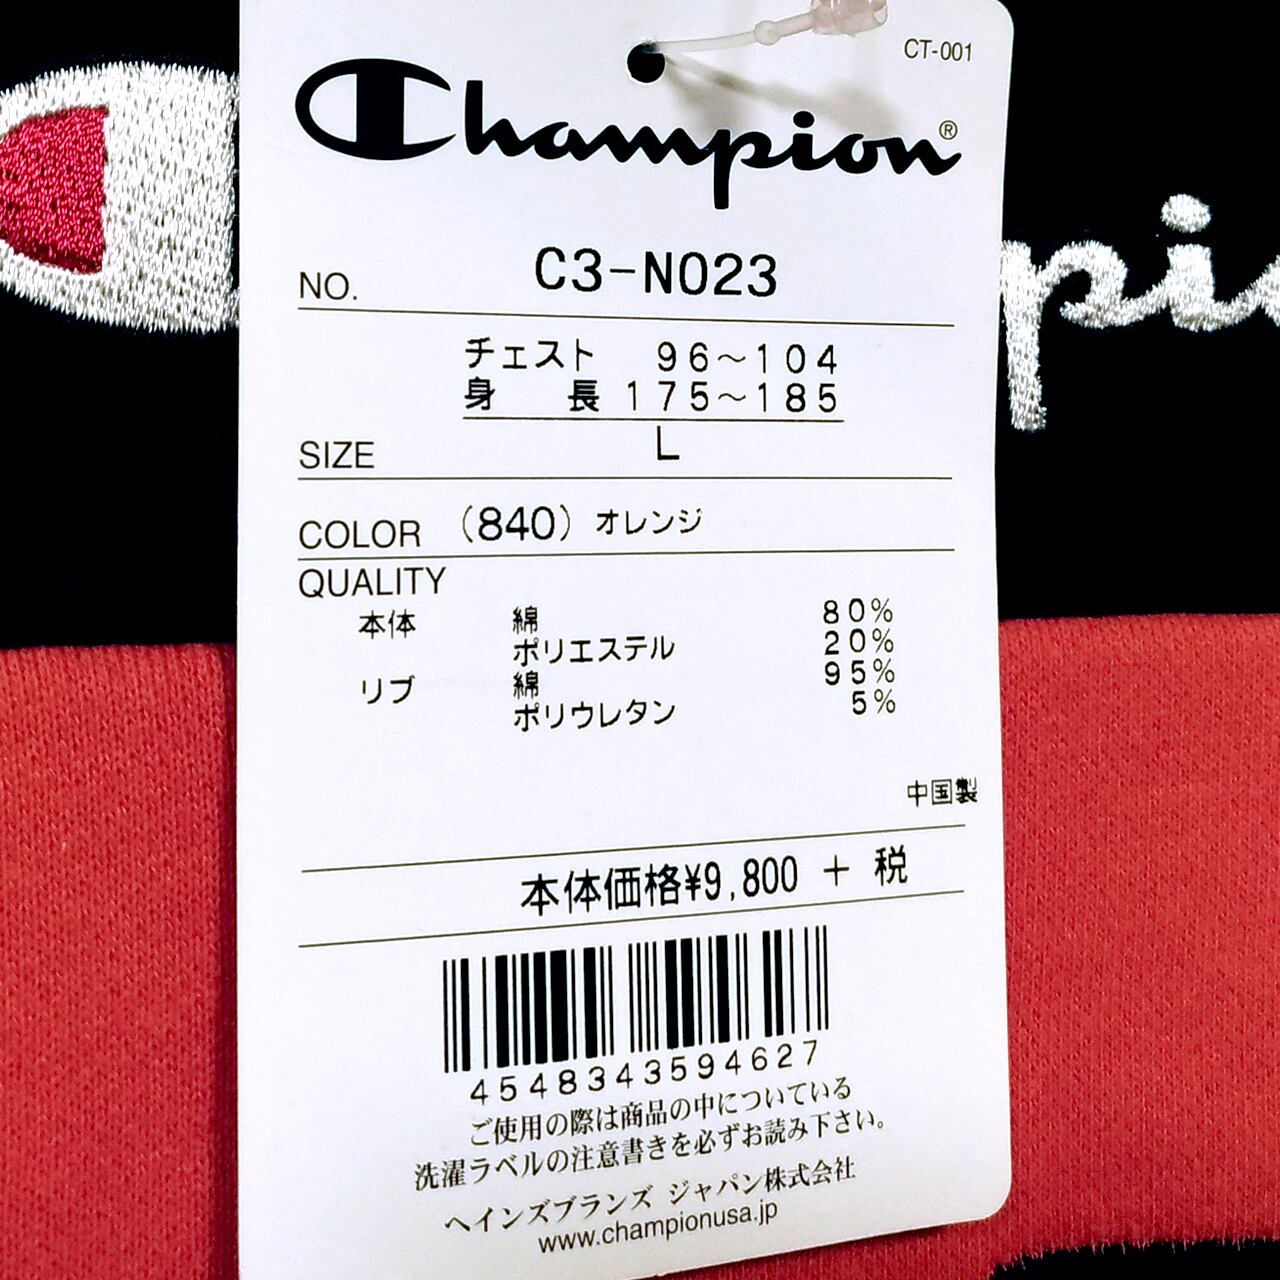 CT-001
Champion®
NO. C3-N023
チェスト 96～104
身長 175～185
SIZE L
COLOR (840) オレンジ
QUALITY
本体 綿 80%
ポリエステル 20%
リブ 綿 95%
ポリウレタン 5%
中国製
本体価格¥9,800 + 税
4548343594627
ご使用の際は商品の中についている
洗濯ラベルの注意書きを必ずお読み下さい。
ヘインズブランズ ジャパン株式会社
www.championusa.jp